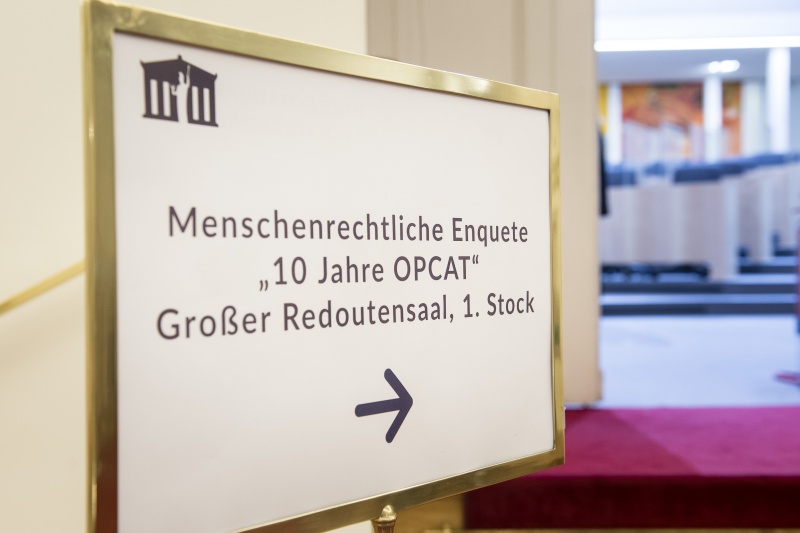 Menschenrechtliche Enquete
„10 Jahre OPCAT“
Großer Redoutensaal, 1. Stock